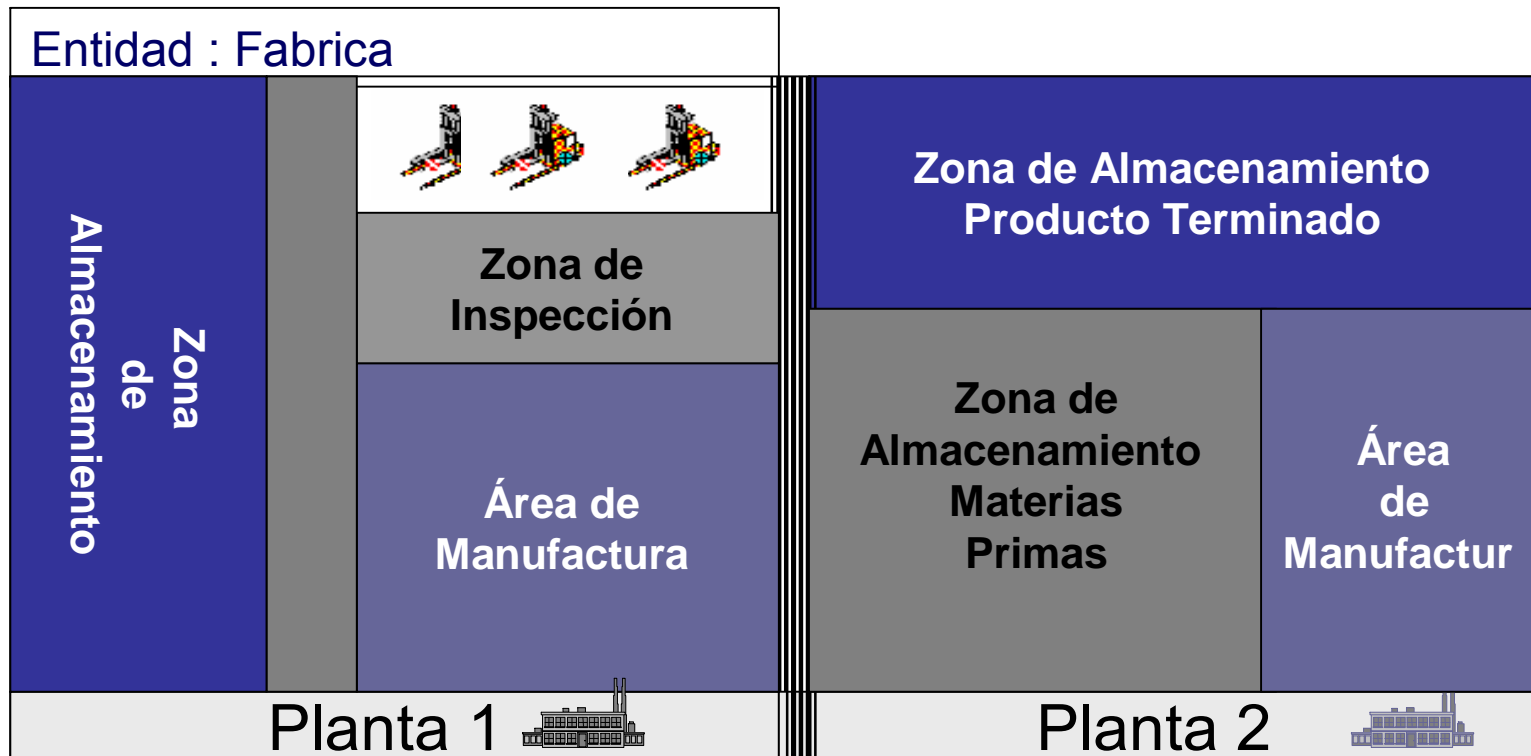 Entidad : Fabrica
Zona
de
Almacenamiento
Zona de
Inspección
Área de
Manufactura
Planta 1
Zona de Almacenamiento
Producto Terminado
Zona de
Almacenamiento
Materias
Primas
Área
de
Manufactur
Planta 2